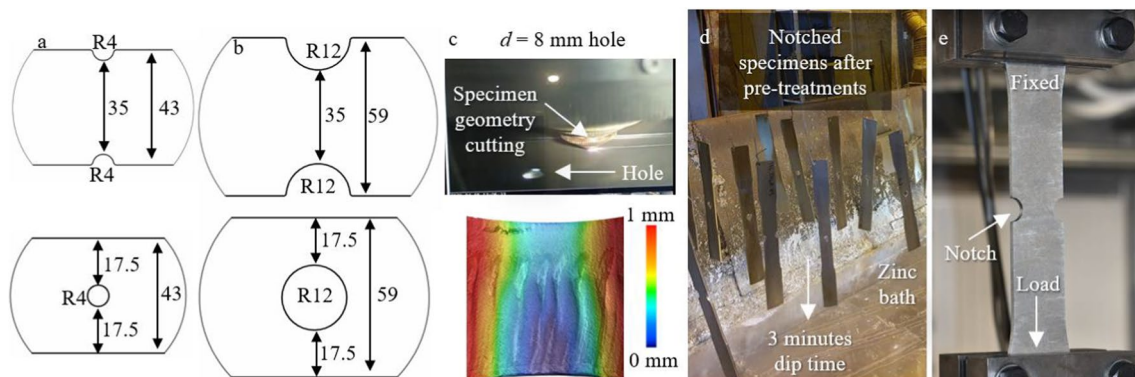 a
R4
35
43
R4
17.5
R4
43
17.5
b
R12
35
59
R12
17.5
R12
59
17.5
c
d = 8 mm hole
Specimen
geometry
cutting
Hole
1 mm
0 mm
d
Notched
specimens after
pre-treatments
Zinc
bath
3 minutes
dip time
e
Fixed
Notch
Load